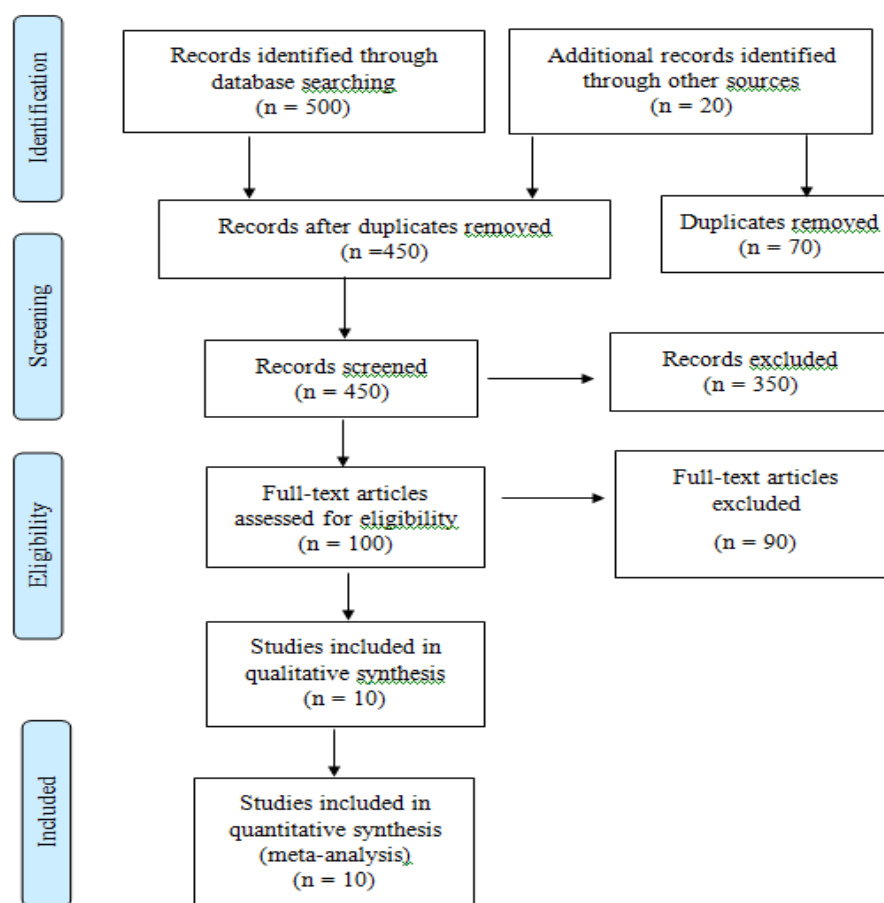 Identification
Records identified through
database searching
(n = 500)
Additional records identified
through other sources
(n = 20)
Records after duplicates removed
(n =450)
Duplicates removed
(n = 70)
Screening
Records screened
(n = 450)
Records excluded
(n = 350)
Eligibility
Full-text articles
assessed for eligibility
(n = 100)
Full-text articles
excluded
(n = 90)
Studies included in
qualitative synthesis
(n = 10)
Included
Studies included in
quantitative synthesis
(meta-analysis)
(n = 10)